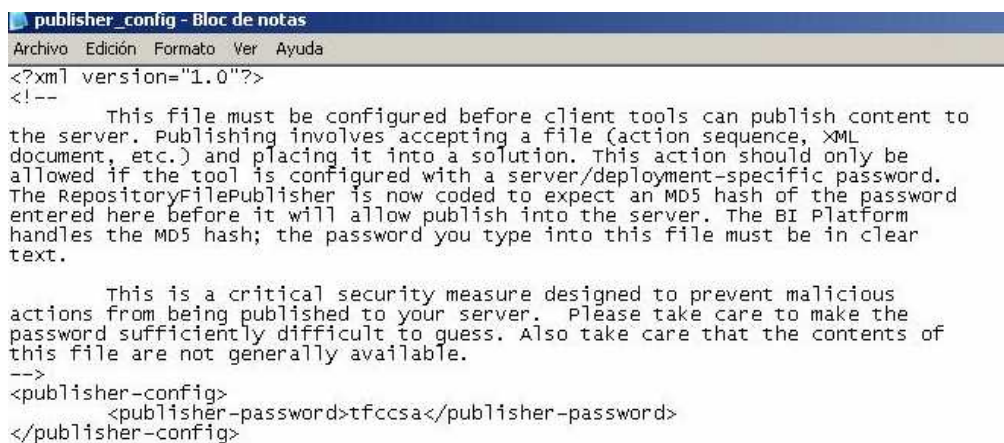 publisher_config - Bloc de notas
Archivo Edición Formato Ver Ayuda
<?xml version="1.0"?>
<!--
This file must be configured before client tools can publish content to
the server. Publishing involves accepting a file (action sequence, XML
document, etc.) and placing it into a solution. This action should only be
allowed if the tool is configured with a server/deployment-specific password.
The RepositoryFilePublisher is now coded to expect an MD5 hash of the password
entered here before it will allow publish into the server. The BI Platform
handles the MD5 hash; the password you type into this file must be in clear
text.
This is a critical security measure designed to prevent malicious
actions from being published to your server. Please take care to make the
password sufficiently difficult to guess. Also take care that the contents of
this file are not generally available.
-->
<publisher-config>
<publisher-password>tfccsa</publisher-password>
</publisher-config>